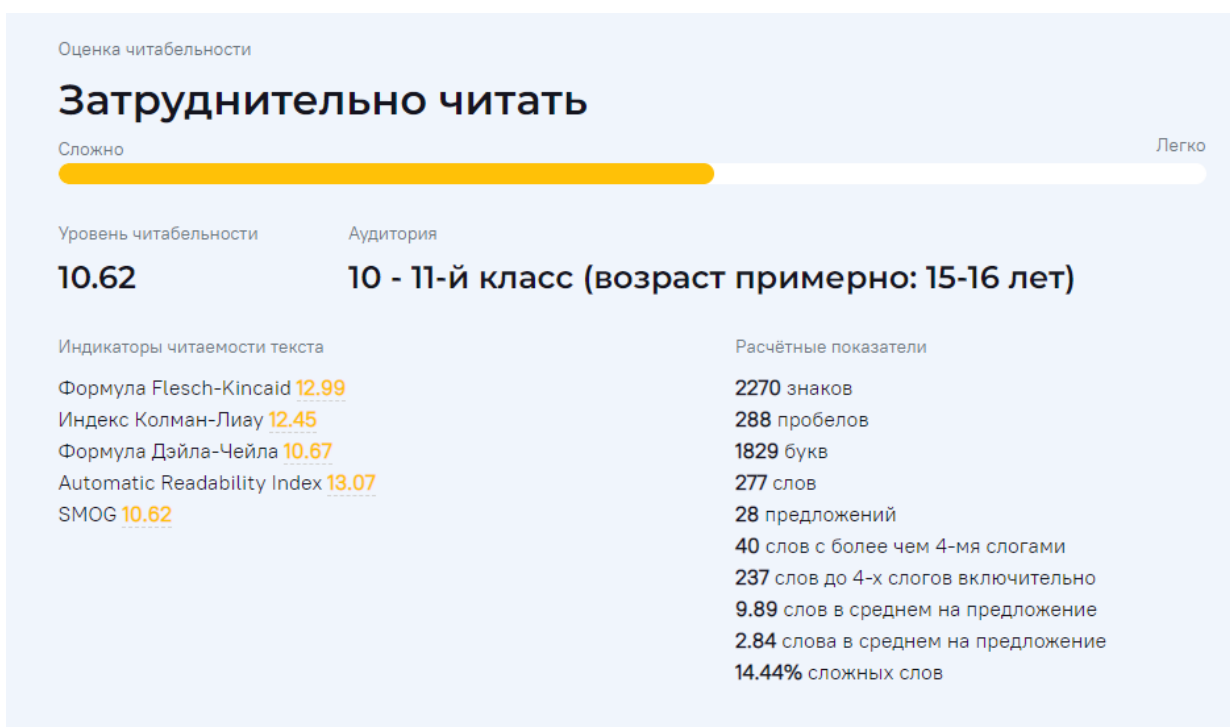 Оценка читабельности
Затруднительно читать
Сложно
Легко
Уровень читабельности
Аудитория
10.62
10 - 11-й класс (возраст примерно: 15-16 лет)
Индикаторы читаемости текста
Формула Flesch-Kincaid 12.99
Индекс Колман-Лиау 12.45
Формула Дэйла-Чейла 10.67
Automatic Readability Index 13.07
SMOG 10.62
Расчётные показатели
2270 знаков
288 пробелов
1829 букв
277 слов
28 предложений
40 слов с более чем 4-мя слогами
237 слов до 4-х слогов включительно
9.89 слов в среднем на предложение
2.84 слова в среднем на предложение
14.44% сложных слов